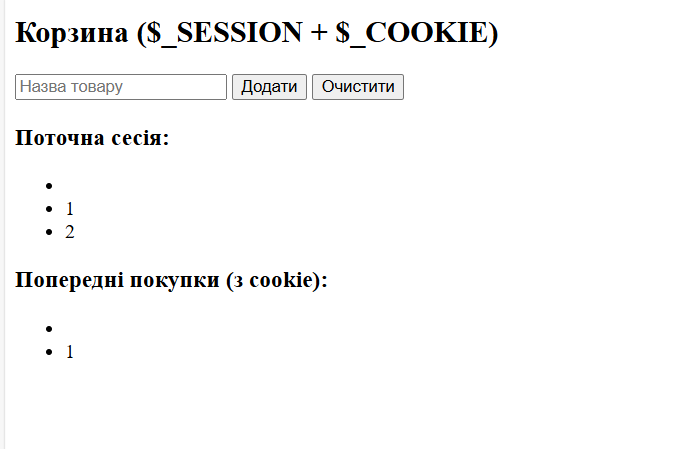 Корзина ($_SESSION + $_COOKIE)
Назва товару Додати Очистити
Поточна сесія:
1
2
Попередні покупки (з cookie):
1